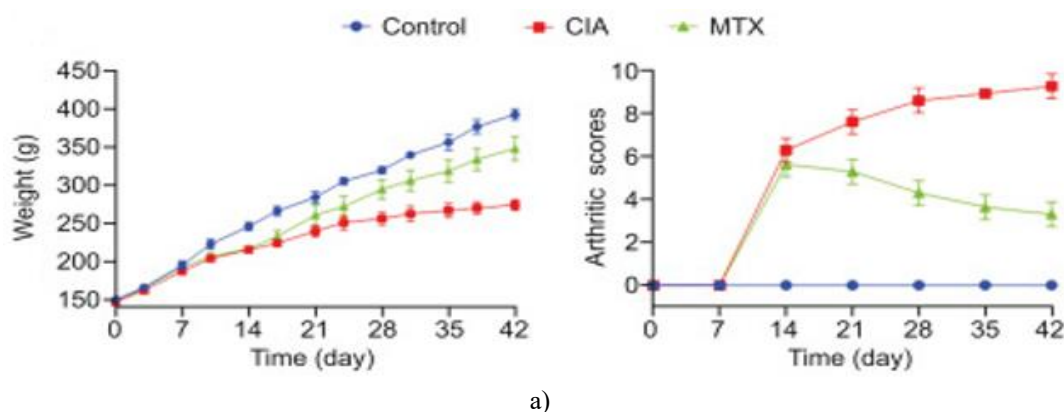 Control CIA MTX
450
400
350
300
250
200
150
Weight (g)
0 7 14 21 28 35 42
Time (day)
10
8
6
4
2
0
Arthritic scores
0 7 14 21 28 35 42
Time (day)
a)